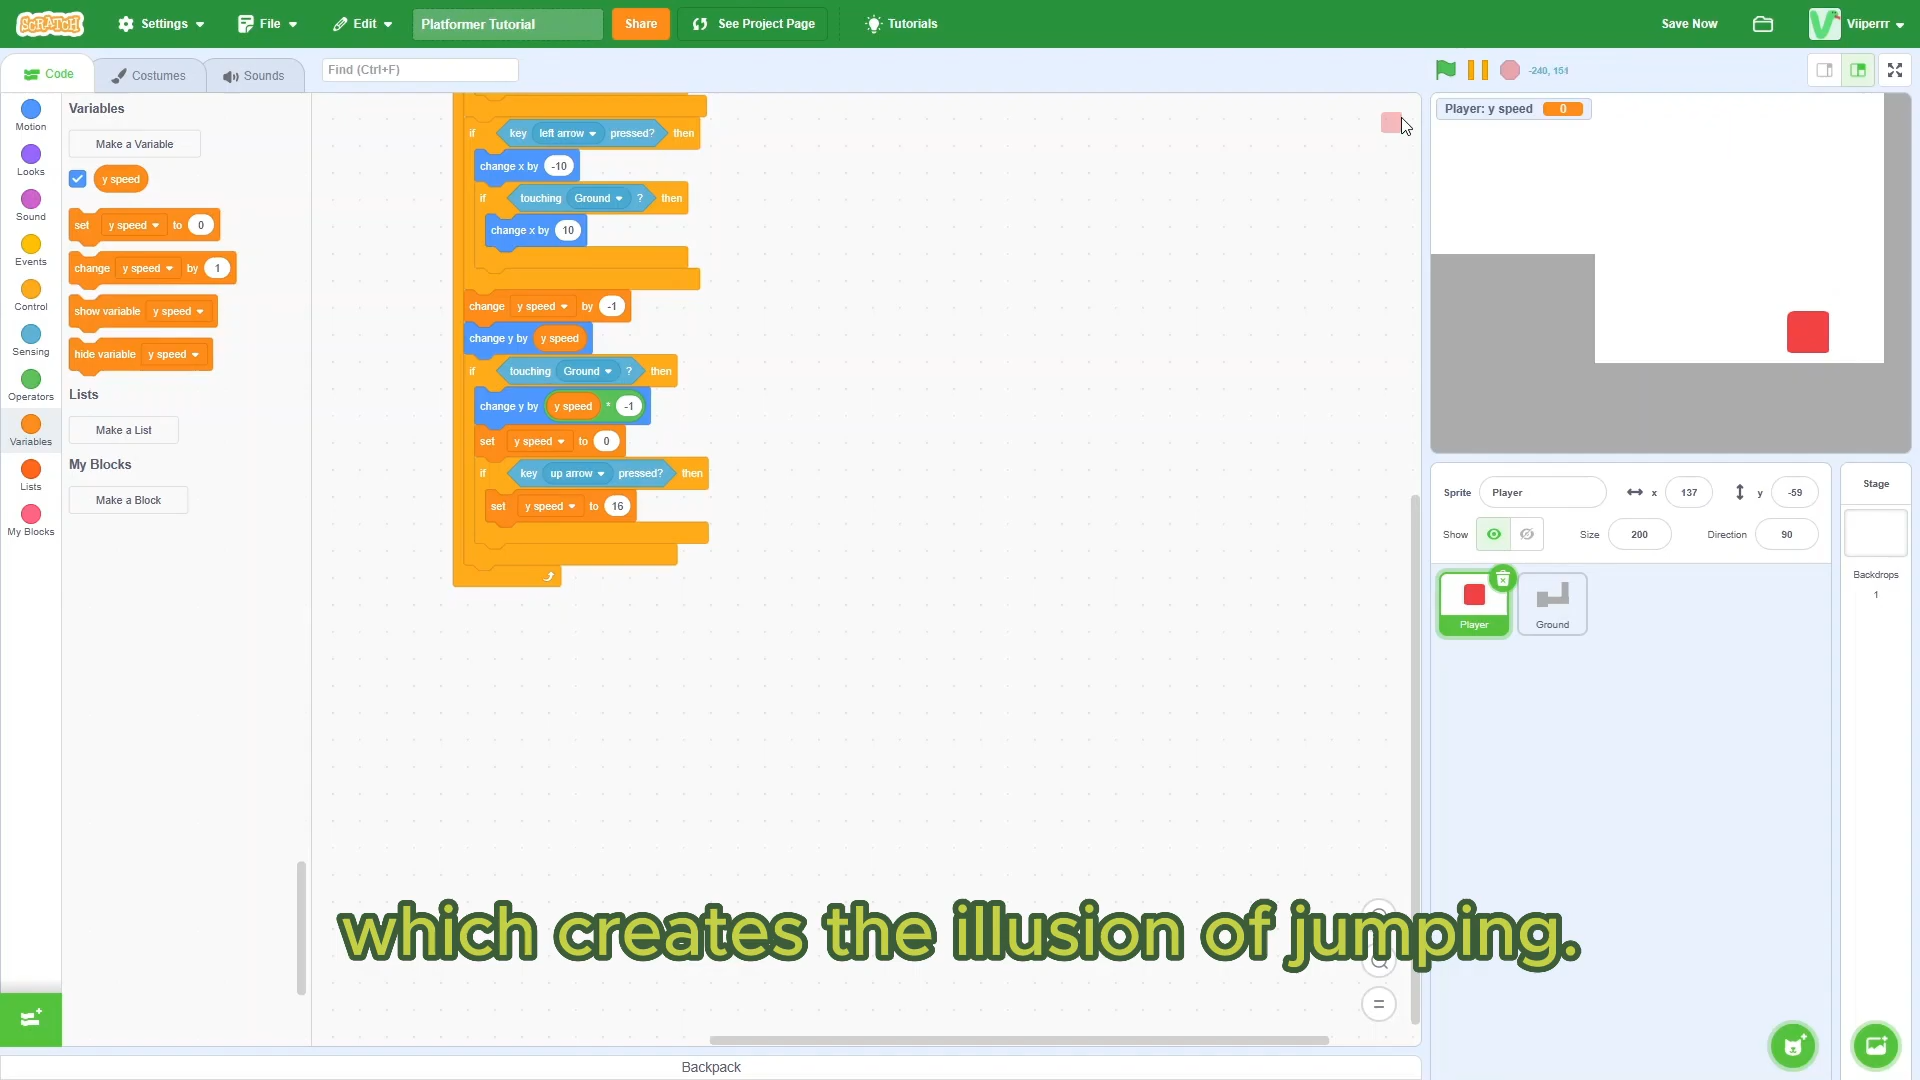 SCRATCH Settings File Edit Platformer Tutorial Share See Project Page Tutorials Save Now Viiperrr
Code Costumes Sounds Find (Ctrl+F) -240, 151
Motion
Looks
Sound
Events
Control
Sensing
Operators
Variables
Lists
My Blocks
Variables
Make a Variable
y speed
set y speed to 0
change y speed by 1
show variable y speed
hide variable y speed
Lists
Make a List
My Blocks
Make a Block
if key left arrow pressed? then
change x by -10
if touching Ground ? then
change x by 10
change y speed by -1
change y by y speed
if touching Ground ? then
change y by y speed * -1
set y speed to 0
if key up arrow pressed? then
set y speed to 16
which creates the illusion of jumping.
Backpack
Player: y speed 0
Sprite Player x 137 y -59
Show Size 200 Direction 90
Player Ground
Stage
Backdrops
1